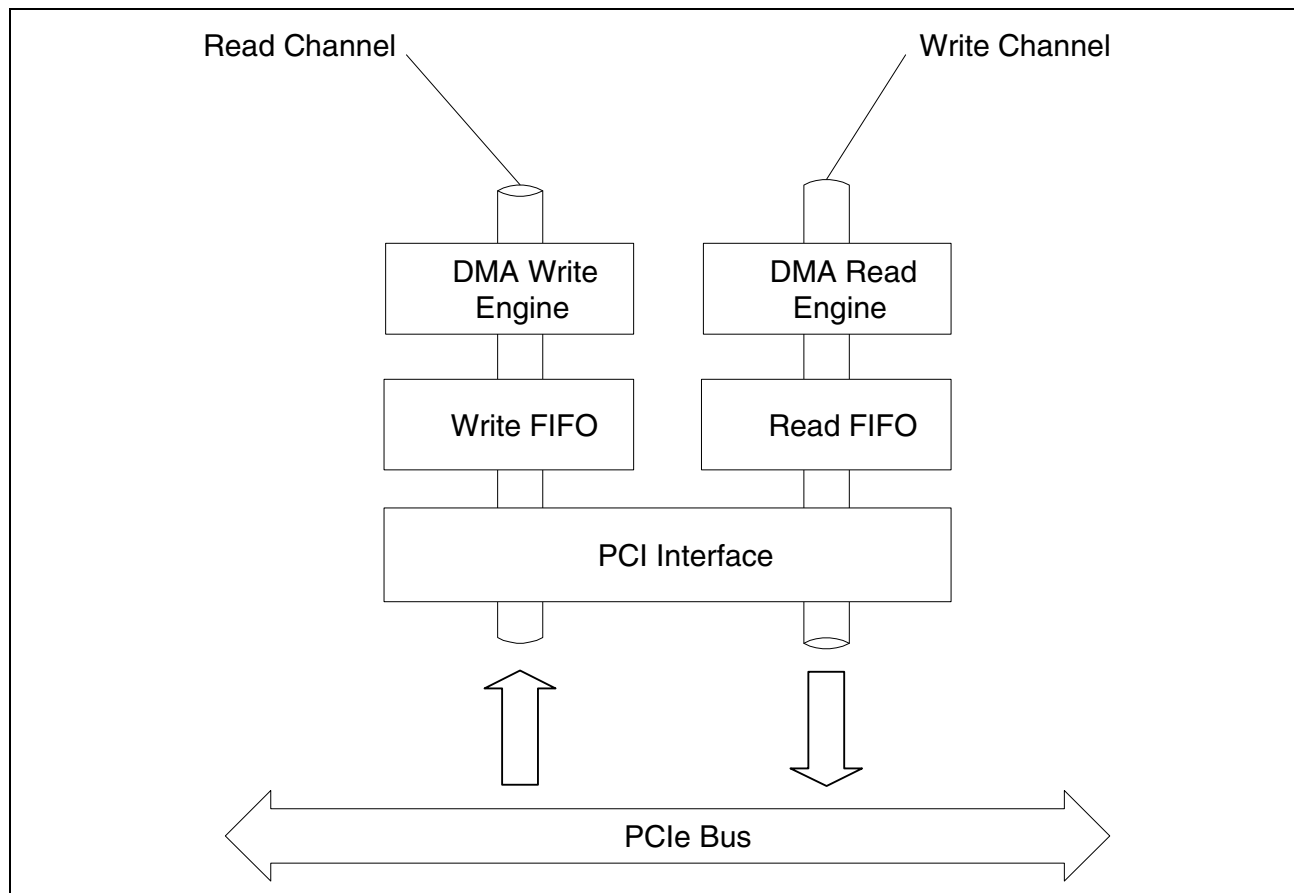 Read Channel
Write Channel
DMA Write
Engine
DMA Read
Engine
Write FIFO
Read FIFO
PCI Interface
PCIe Bus